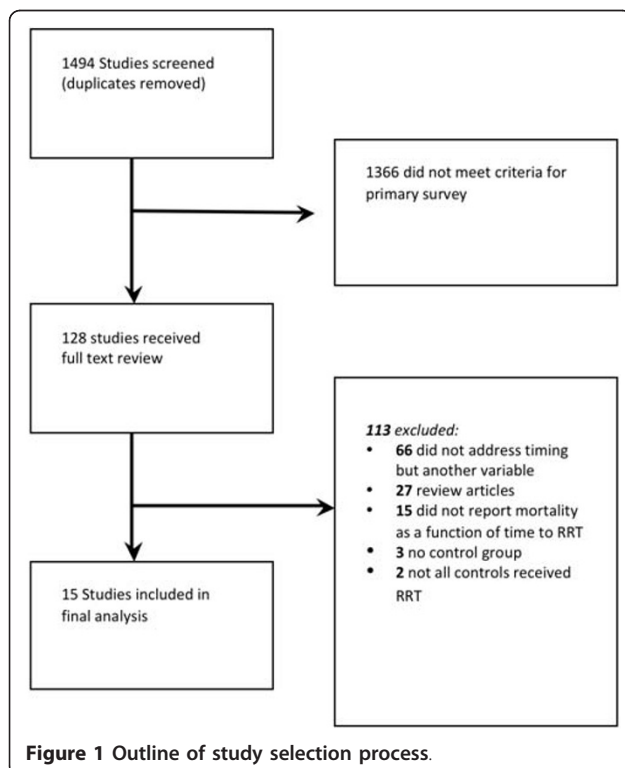 1494 Studies screened
(duplicates removed)
1366 did not meet criteria for
primary survey
128 studies received
full text review
113 excluded:
• 66 did not address timing
but another variable
• 27 review articles
• 15 did not report mortality
as a function of time to RRT
• 3 no control group
• 2 not all controls received
RRT
15 Studies included in
final analysis
Figure 1 Outline of study selection process.